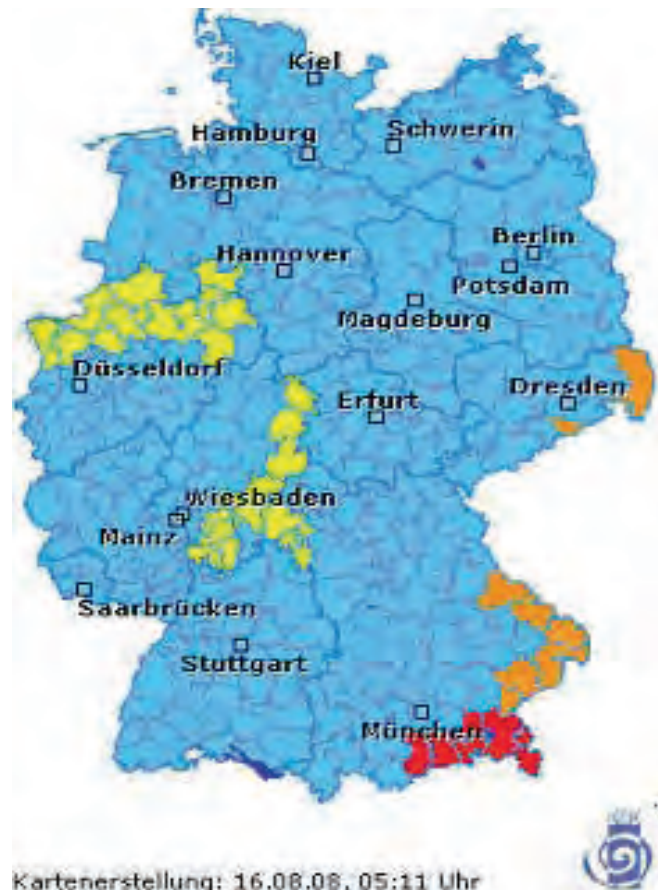 Kiel
Hamburg
Schwerin
Bremen
Hannover
Berlin
Potsdam
Magdeburg
Düsseldorf
Erfurt
Dresden
Wiesbaden
Mainz
Saarbrücken
Stuttgart
München
Kartenerstellung: 16.08.08, 05:11 Uhr